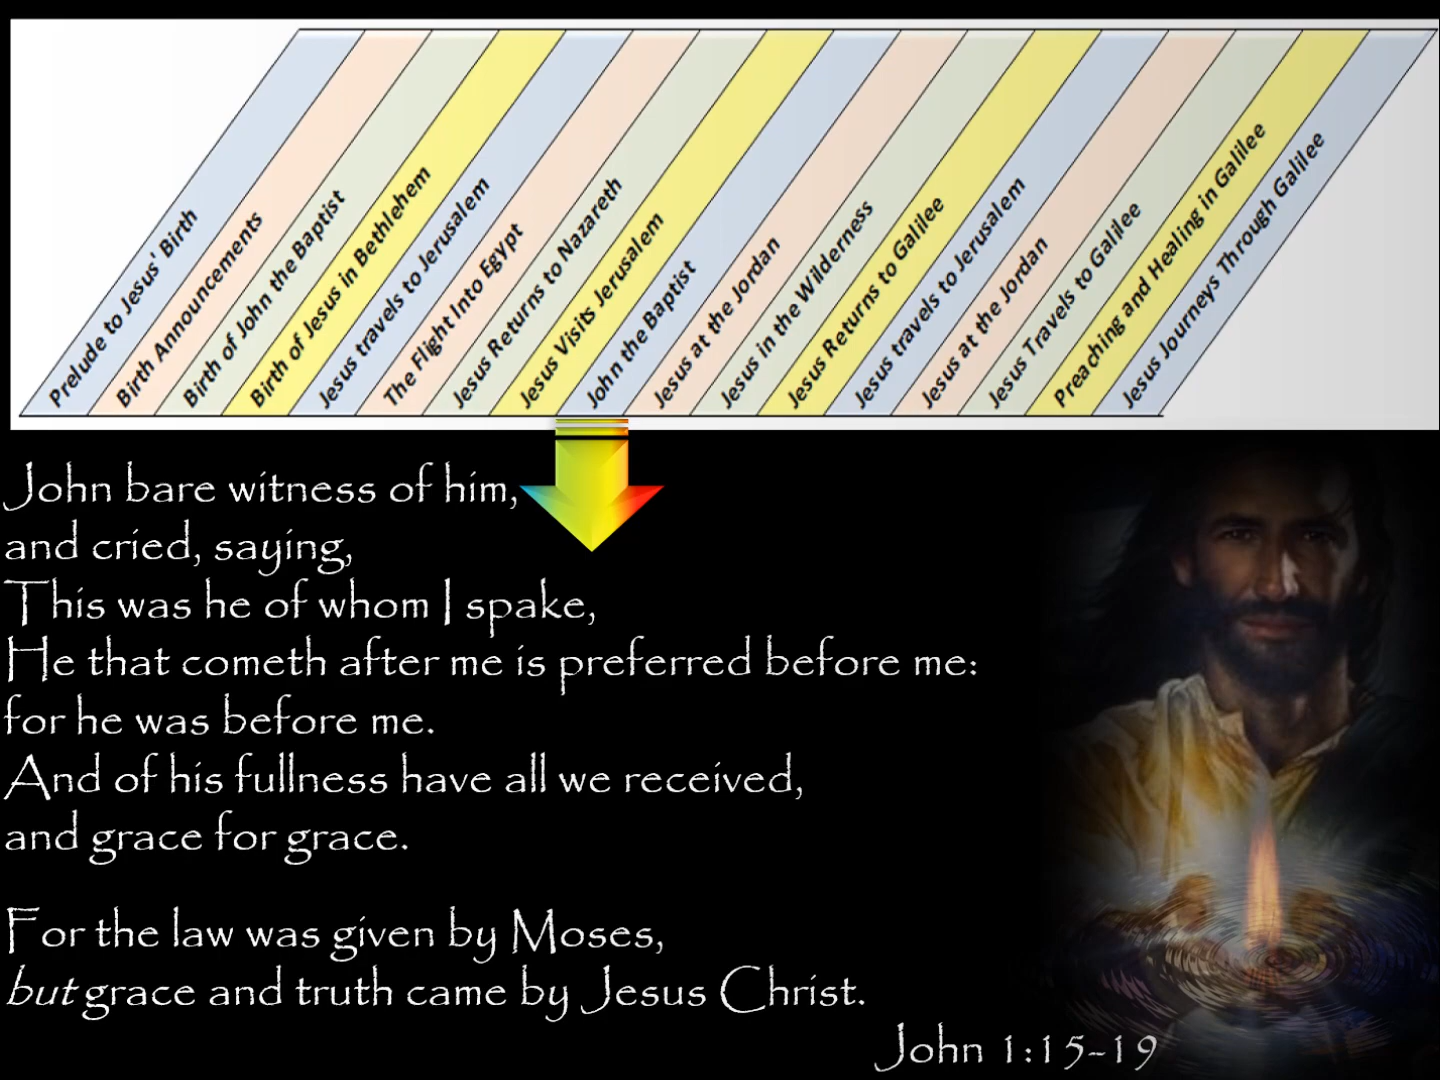 Prelude to Jesus' Birth
Birth Announcements
Birth of John the Baptist
Birth of Jesus in Bethlehem
Jesus travels to Jerusalem
The Flight Into Egypt
Jesus Returns to Nazareth
Jesus Visits Jerusalem
John the Baptist
Jesus at the Jordan
Jesus in the Wilderness
Jesus Returns to Galilee
Jesus travels to Jerusalem
Jesus at the Jordan
Jesus Travels to Galilee
Preaching and Healing in Galilee
Jesus Journeys Through Galilee
John bare witness of him,
and cried, saying,
This was he of whom I spake,
He that cometh after me is preferred before me:
for he was before me.
And of his fullness have all we received,
and grace for grace.
For the law was given by Moses,
but grace and truth came by Jesus Christ.
John 1:15-19